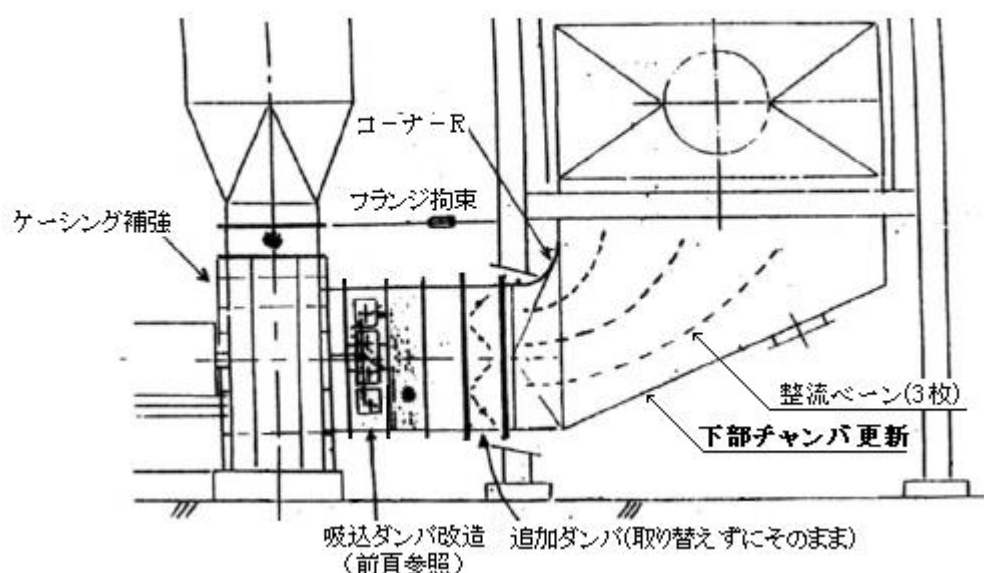 コーナーR
フランジ拘束
ケーシング補強
整流ベーン(3枚)
下部チャンバ更新
吸込ダンパ改造
(前頁参照)
追加ダンパ(取り替えずにそのまま)